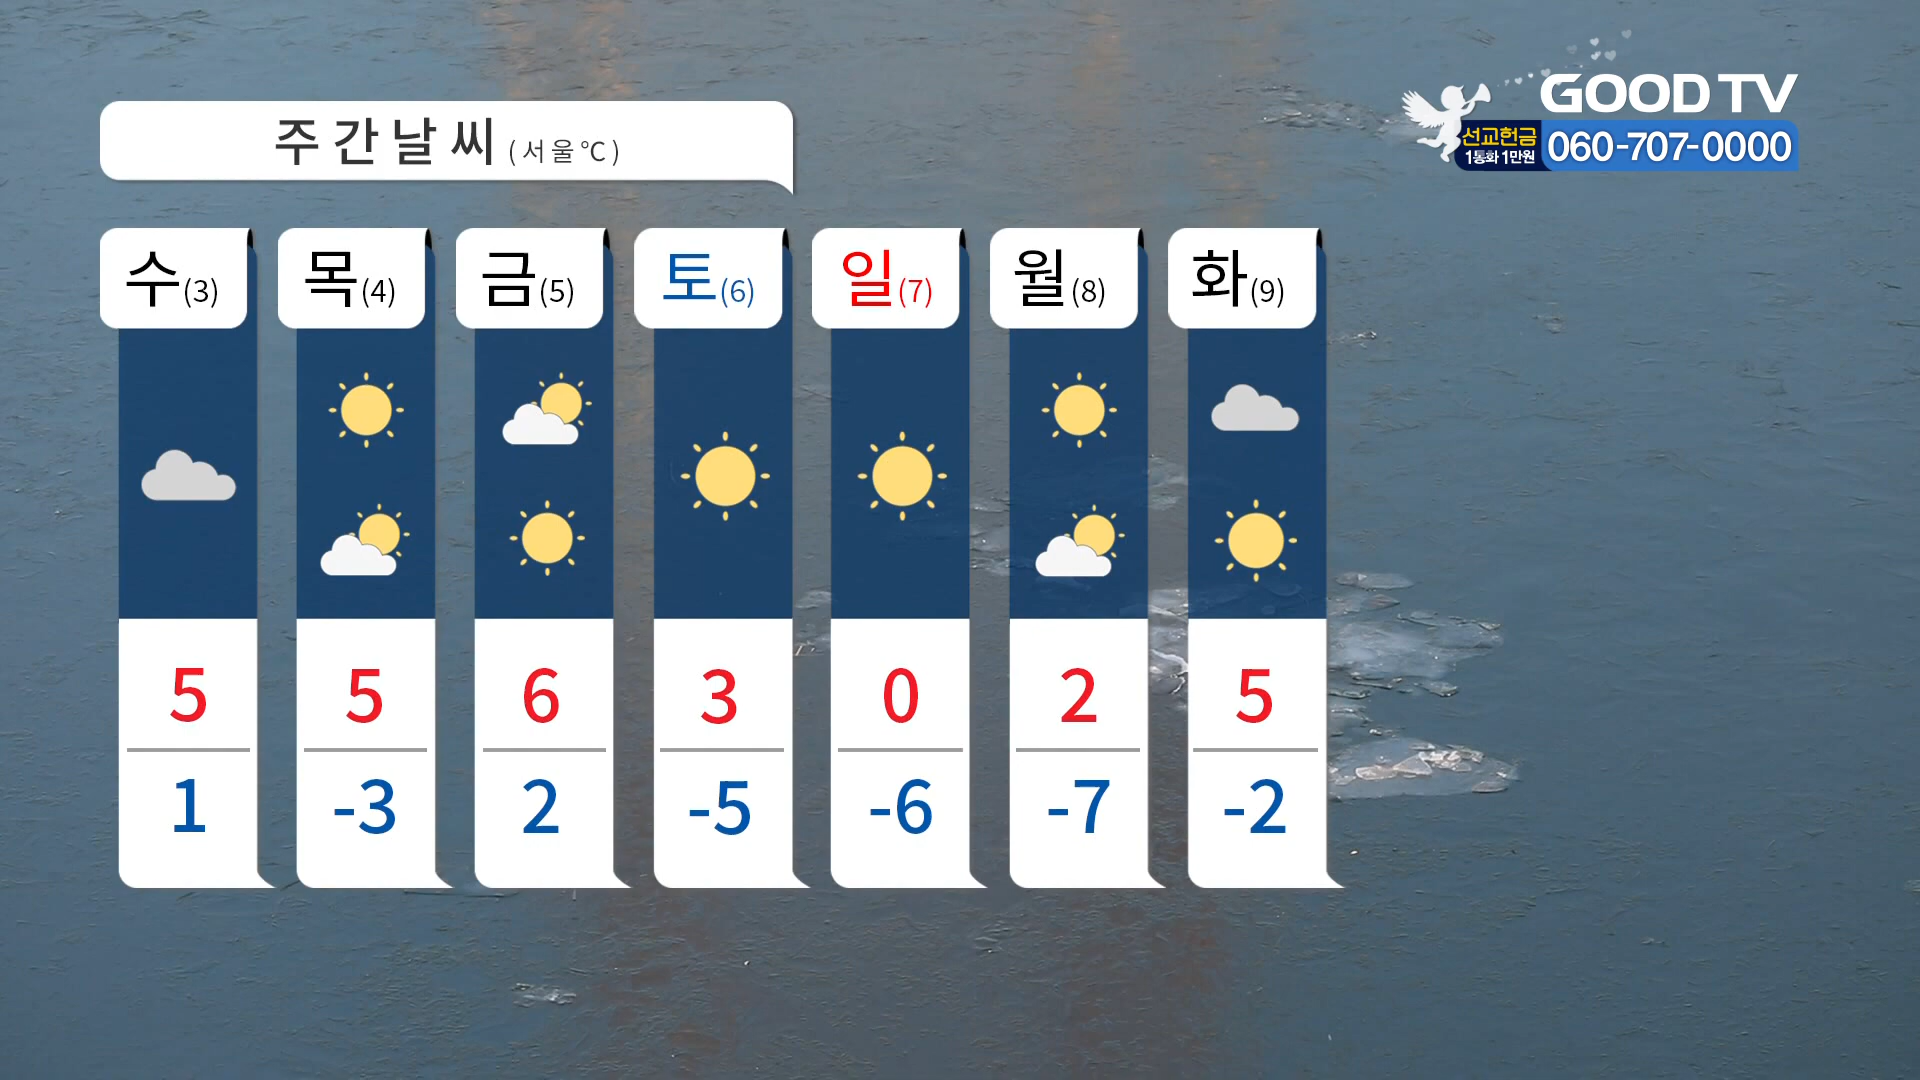 주간날씨 (서울℃)
GOODTV
선교헌금
1통화 1만원
060-707-0000
수(3) 목(4) 금(5) 토(6) 일(7) 월(8) 화(9)
5 5 6 3 0 2 5
1 -3 2 -5 -6 -7 -2